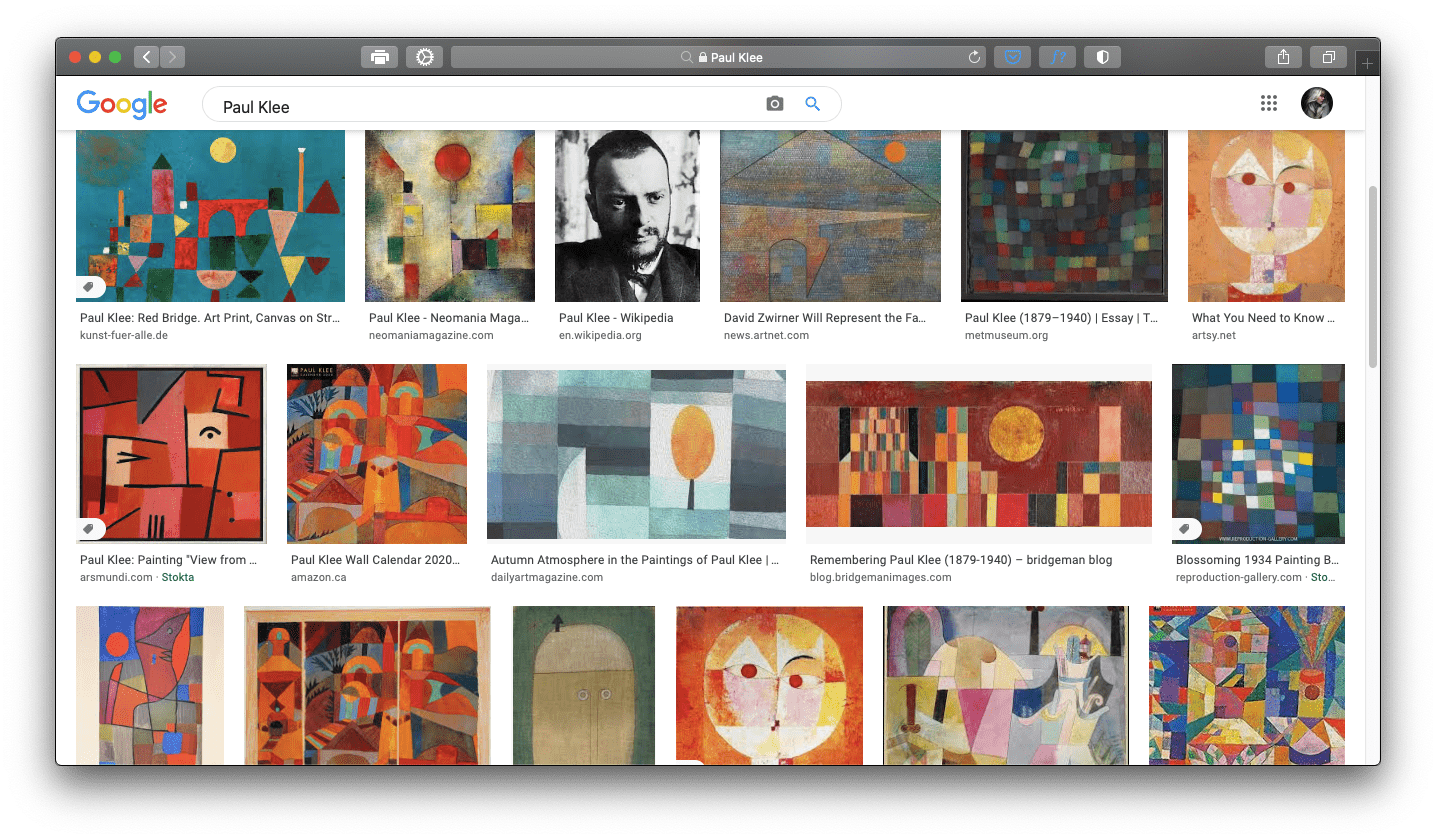 Paul Klee
Google
Paul Klee
Paul Klee: Red Bridge. Art Print, Canvas on Str...
kunst-fuer-alle.de
Paul Klee - Neomania Maga...
neomaniamagazine.com
Paul Klee - Wikipedia
en.wikipedia.org
David Zwirner Will Represent the Fa...
news.artnet.com
Paul Klee (1879–1940) | Essay | T...
metmuseum.org
What You Need to Know ...
artsy.net
PAUL KLEE
WWW.REPRODUCTION-GALLERY.COM
Paul Klee: Painting "View from ...
arsmundi.com · Stokta
Paul Klee Wall Calendar 2020...
amazon.ca
Autumn Atmosphere in the Paintings of Paul Klee | ...
dailyartmagazine.com
Remembering Paul Klee (1879-1940) – bridgeman blog
blog.bridgemanimages.com
Blossoming 1934 Painting B...
reproduction-gallery.com · Sto...